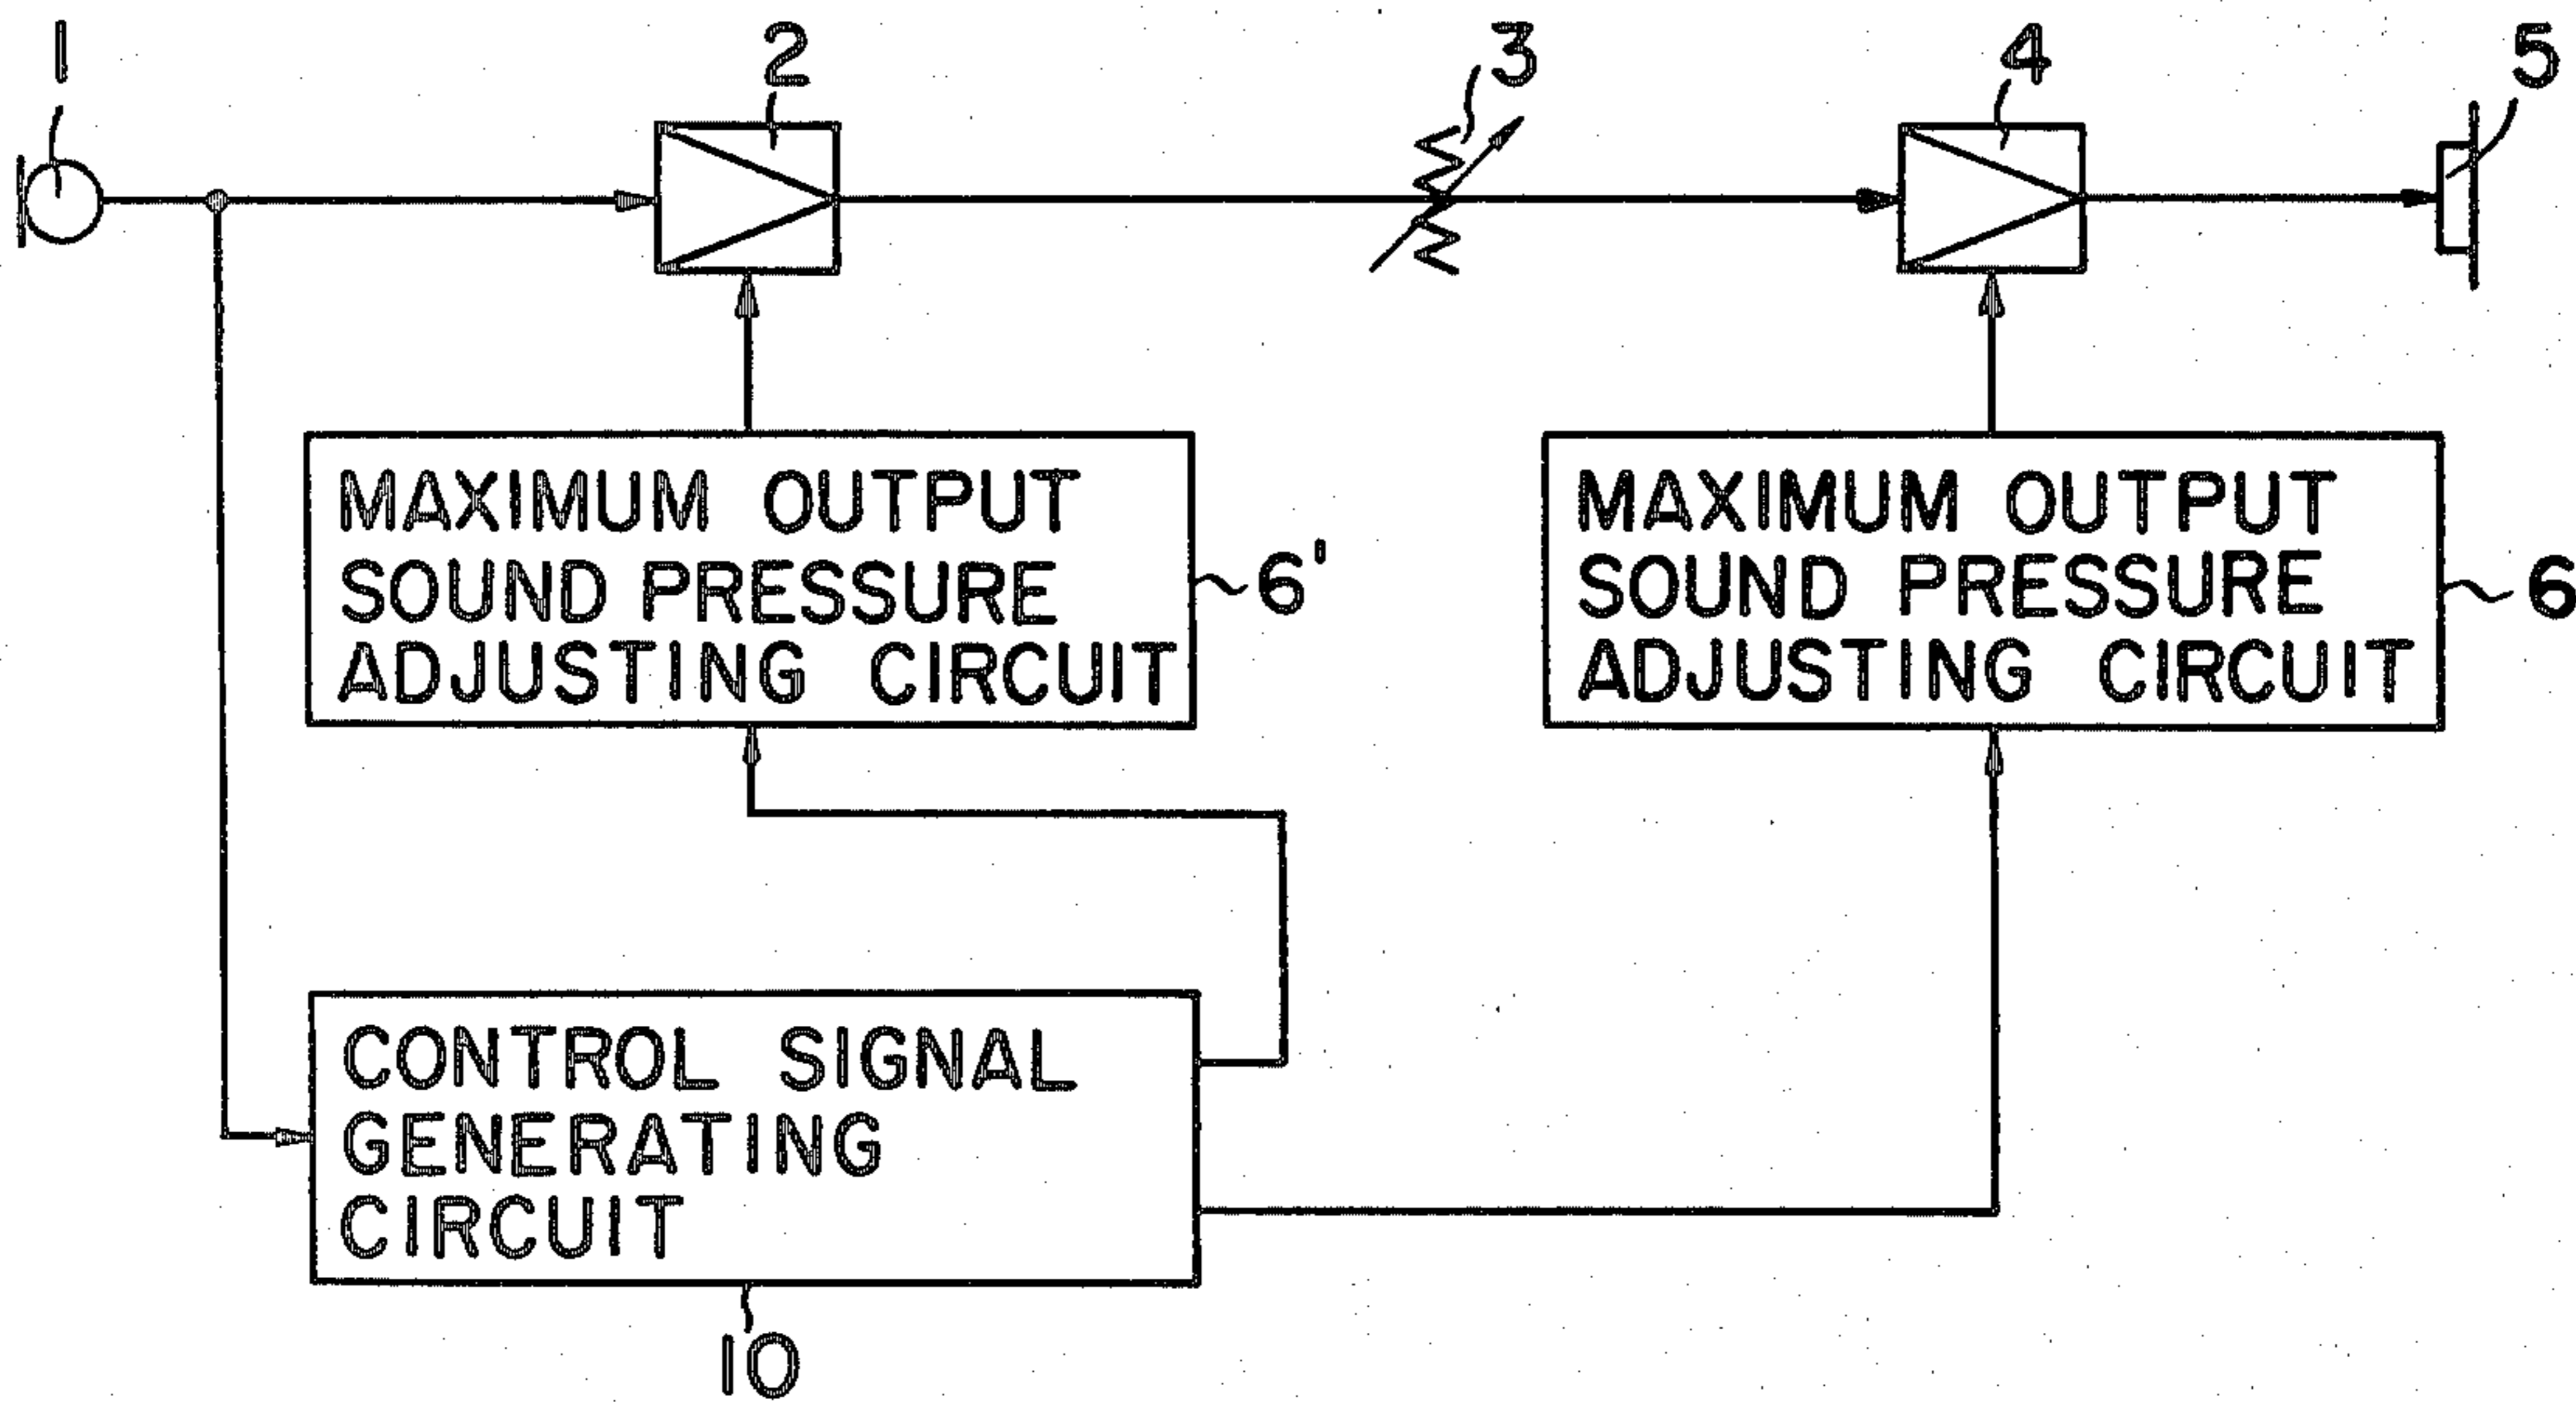 1
2
3
4
5
MAXIMUM OUTPUT
SOUND PRESSURE
ADJUSTING CIRCUIT
6'
MAXIMUM OUTPUT
SOUND PRESSURE
ADJUSTING CIRCUIT
6
CONTROL SIGNAL
GENERATING
CIRCUIT
10